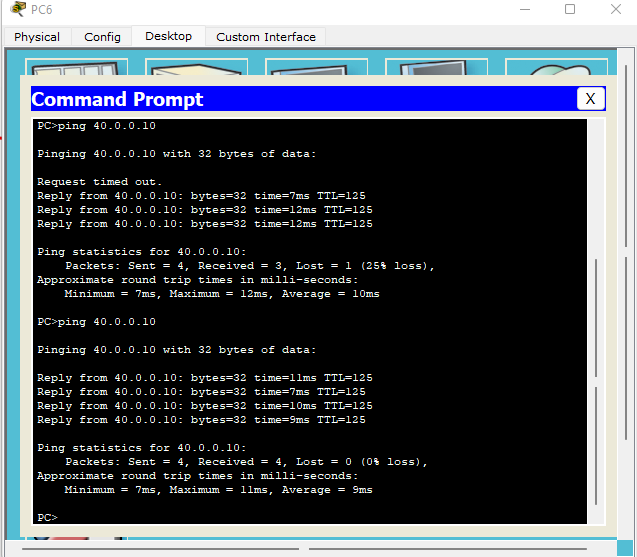 PC6
Physical Config Desktop Custom Interface
Command Prompt X
PC>ping 40.0.0.10
Pinging 40.0.0.10 with 32 bytes of data:
Request timed out.
Reply from 40.0.0.10: bytes=32 time=7ms TTL=125
Reply from 40.0.0.10: bytes=32 time=12ms TTL=125
Reply from 40.0.0.10: bytes=32 time=12ms TTL=125
Ping statistics for 40.0.0.10:
Packets: Sent = 4, Received = 3, Lost = 1 (25% loss),
Approximate round trip times in milli-seconds:
Minimum = 7ms, Maximum = 12ms, Average = 10ms
PC>ping 40.0.0.10
Pinging 40.0.0.10 with 32 bytes of data:
Reply from 40.0.0.10: bytes=32 time=11ms TTL=125
Reply from 40.0.0.10: bytes=32 time=7ms TTL=125
Reply from 40.0.0.10: bytes=32 time=10ms TTL=125
Reply from 40.0.0.10: bytes=32 time=9ms TTL=125
Ping statistics for 40.0.0.10:
Packets: Sent = 4, Received = 4, Lost = 0 (0% loss),
Approximate round trip times in milli-seconds:
Minimum = 7ms, Maximum = 11ms, Average = 9ms
PC>